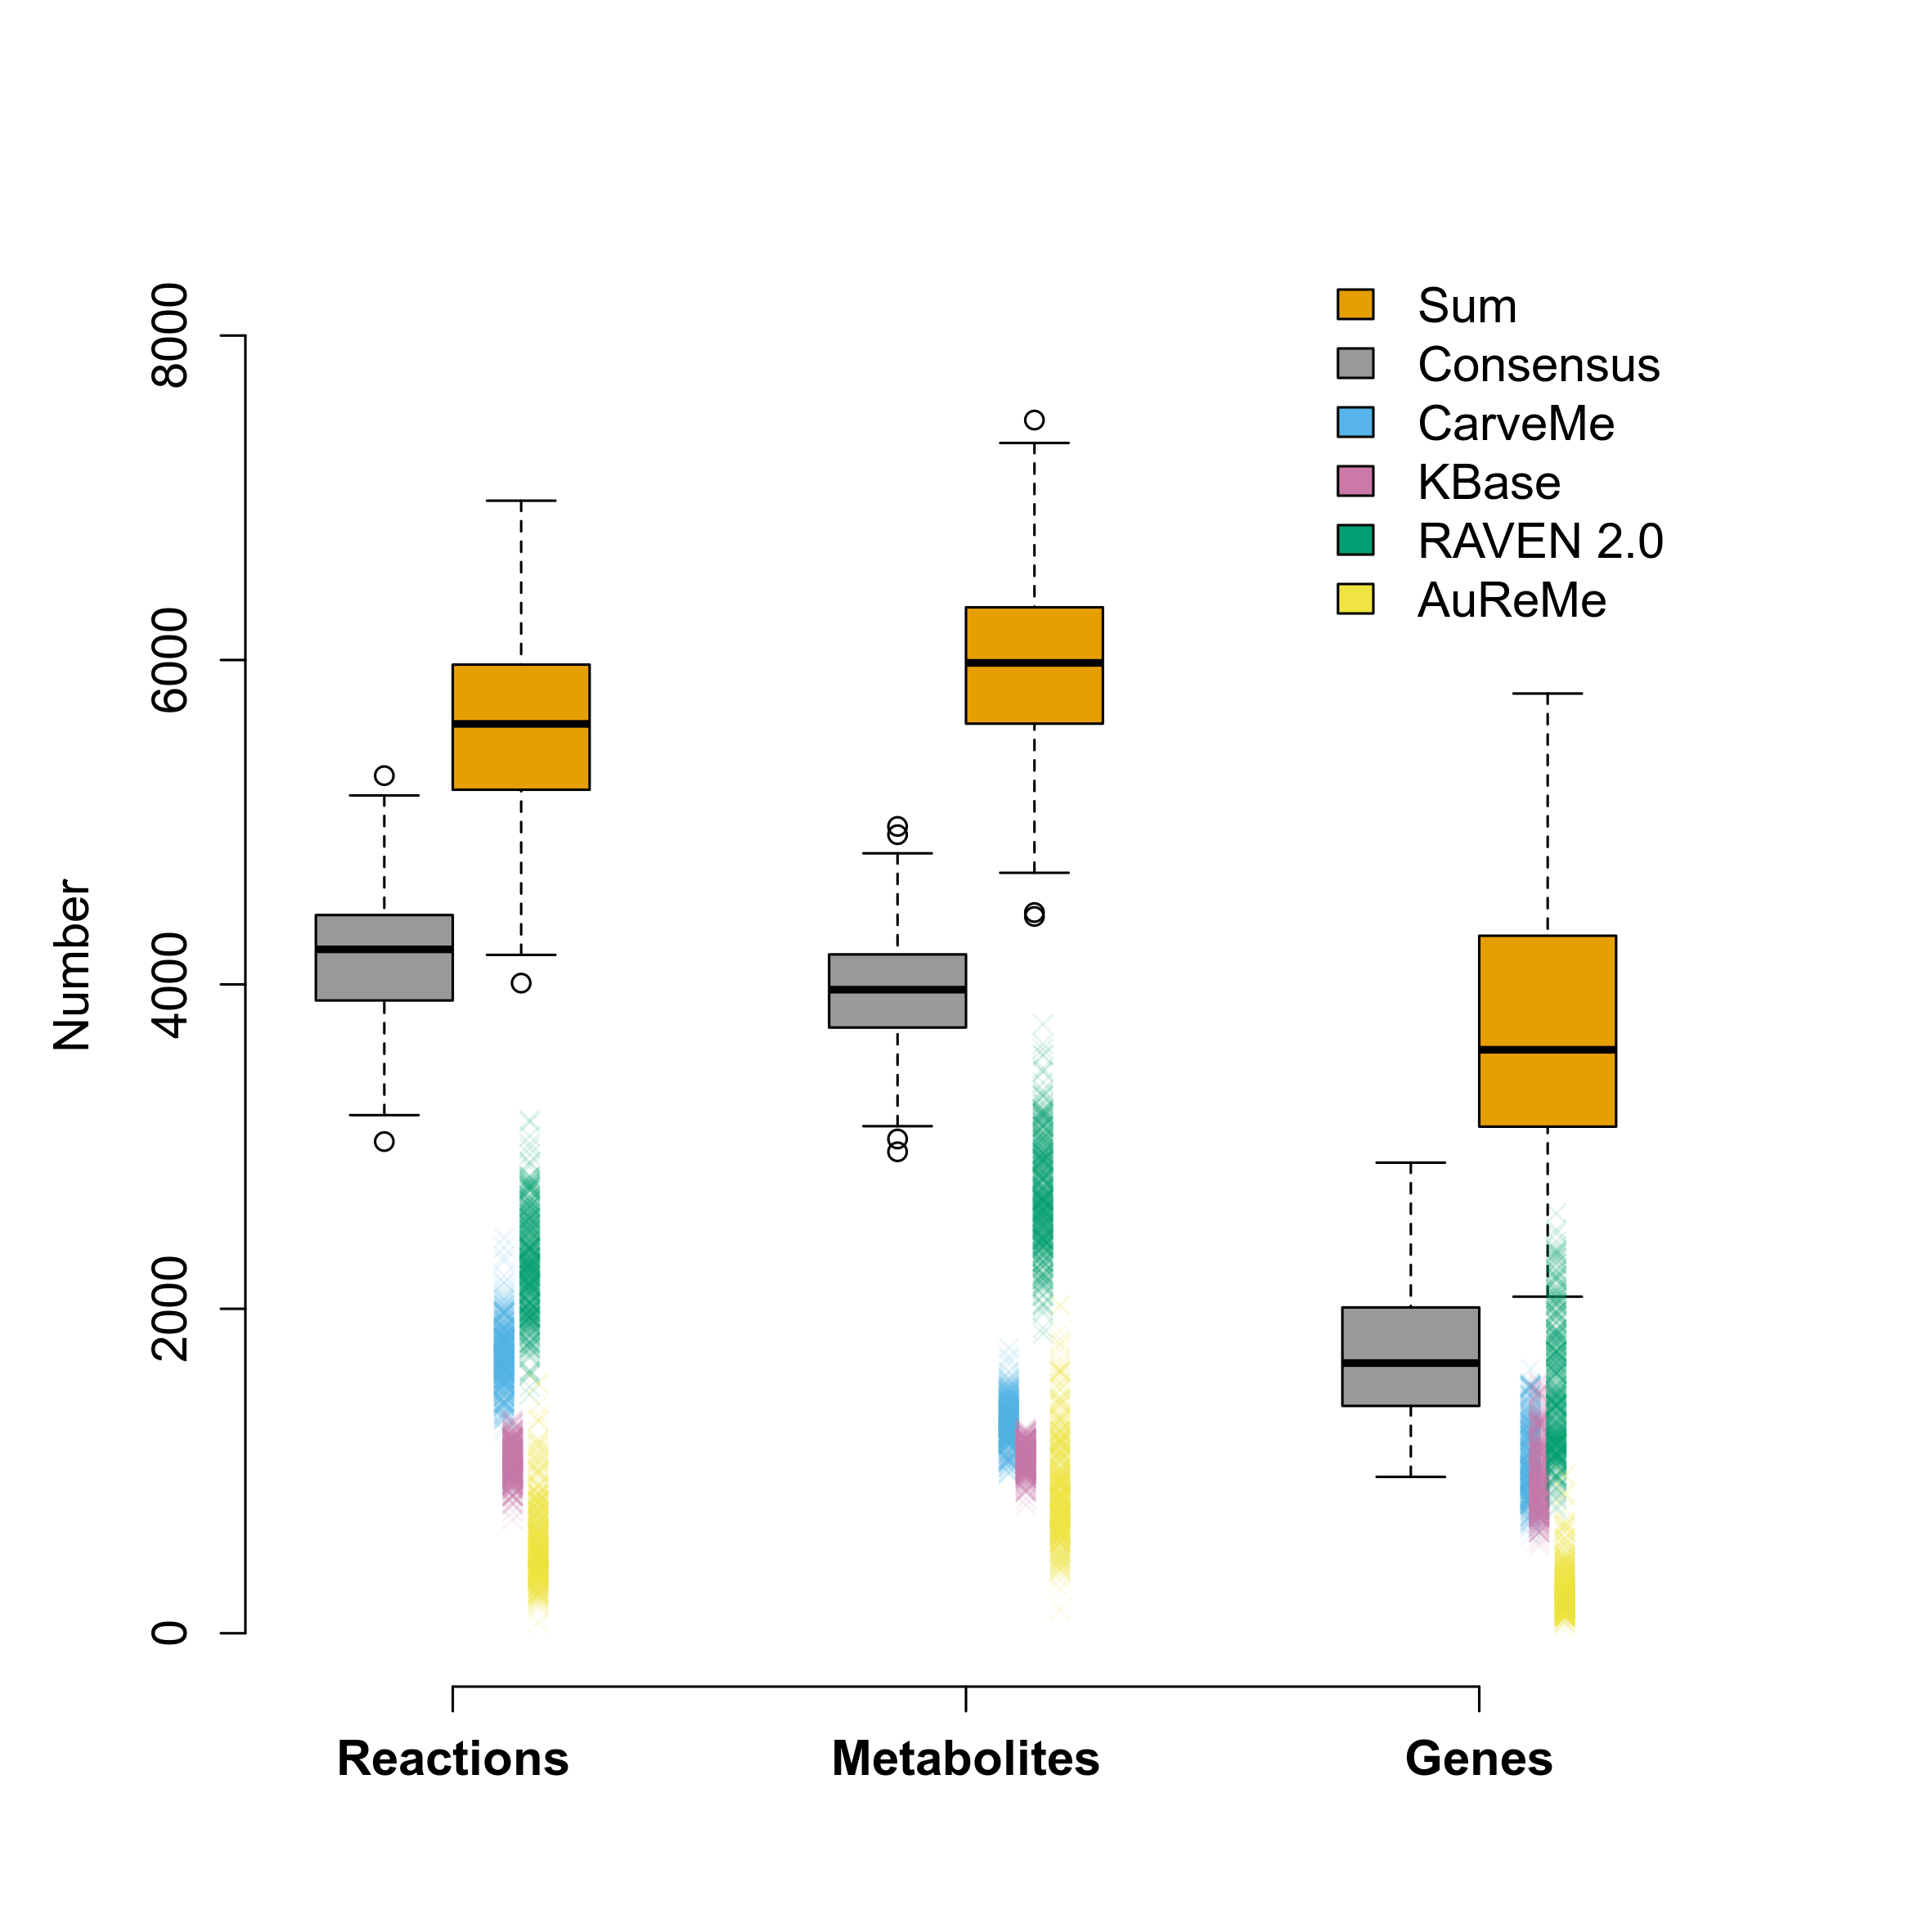 Sum
Consensus
CarveMe
KBase
RAVEN 2.0
AuReMe
Number
8000
6000
4000
2000
0
Reactions
Metabolites
Genes